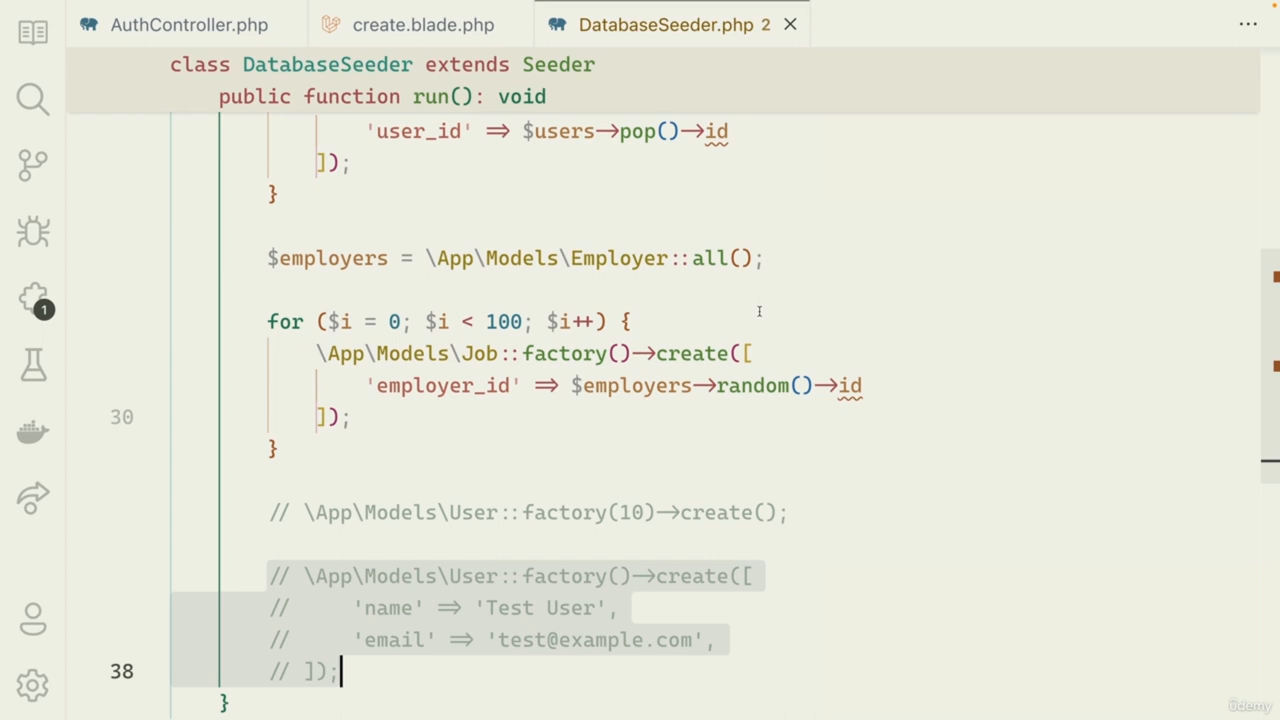 AuthController.php create.blade.php DatabaseSeeder.php 2
class DatabaseSeeder extends Seeder
public function run(): void
'user_id' => $users->pop()->id
]);
}
$employers = \App\Models\Employer::all();
for ($i = 0; $i < 100; $i++) {
\App\Models\Job::factory()->create([
'employer_id' => $employers->random()->id
30 ]);
}
// \App\Models\User::factory(10)->create();
// \App\Models\User::factory()->create([
// 'name' => 'Test User',
// 'email' => 'test@example.com',
38 // ]);
}
1
ûdemy